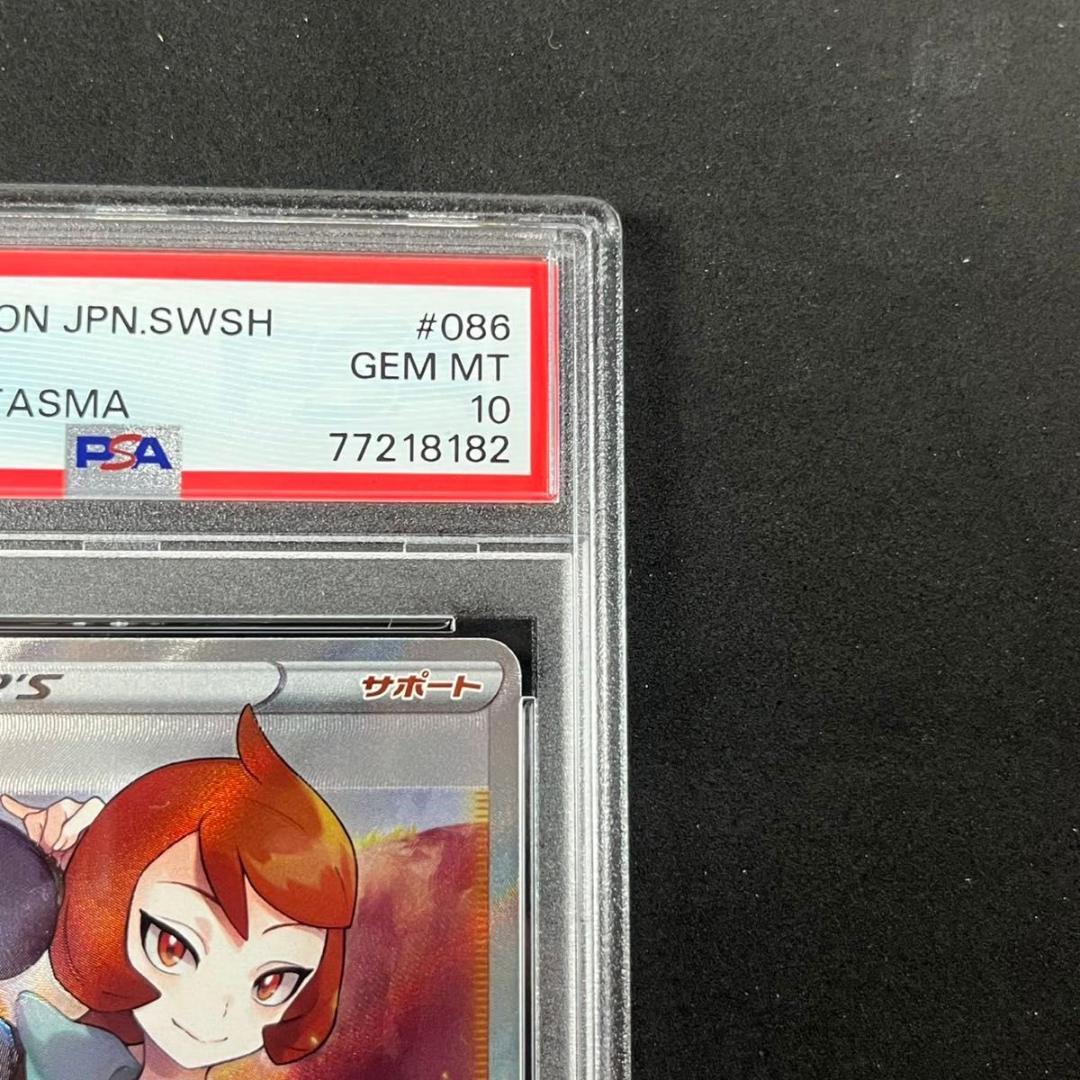 ON JPN.SWSH #086
GEM MT
TASMA 10
PSA 77218182
R'S サポート